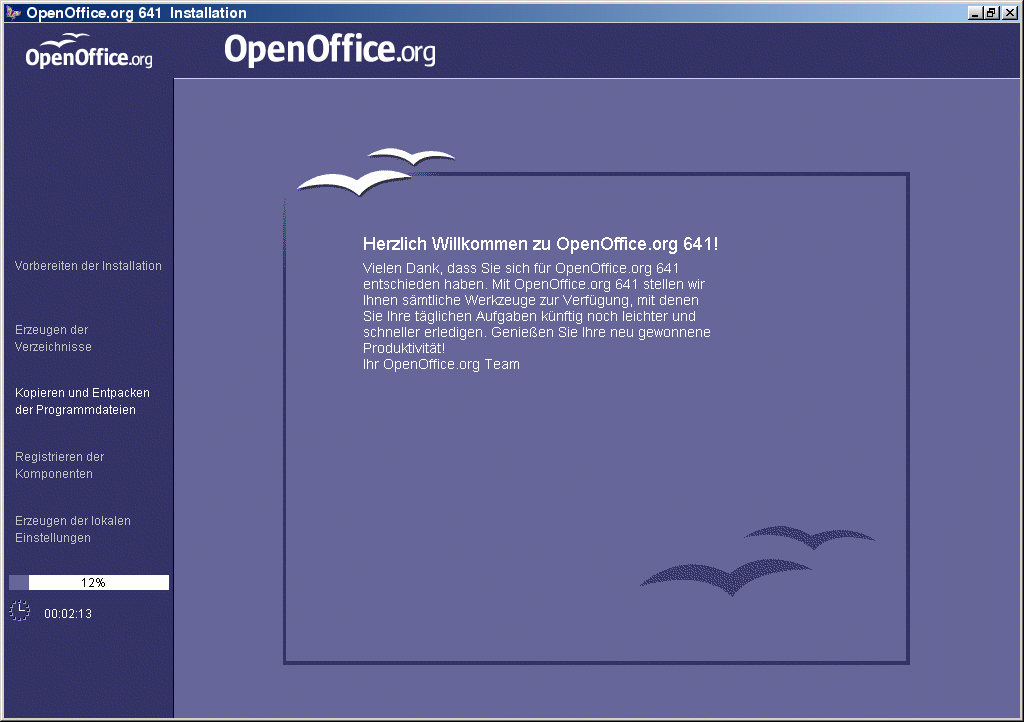 OpenOffice.org 641 Installation
OpenOffice.org
OpenOffice.org
Vorbereiten der Installation
Erzeugen der
Verzeichnisse
Kopieren und Entpacken
der Programmdateien
Registrieren der
Komponenten
Erzeugen der lokalen
Einstellungen
12%
00:02:13
Herzlich Willkommen zu OpenOffice.org 641!
Vielen Dank, dass Sie sich für OpenOffice.org 641
entschieden haben. Mit OpenOffice.org 641 stellen wir
Ihnen sämtliche Werkzeuge zur Verfügung, mit denen
Sie Ihre täglichen Aufgaben künftig noch leichter und
schneller erledigen. Genießen Sie Ihre neu gewonnene
Produktivität!
Ihr OpenOffice.org Team